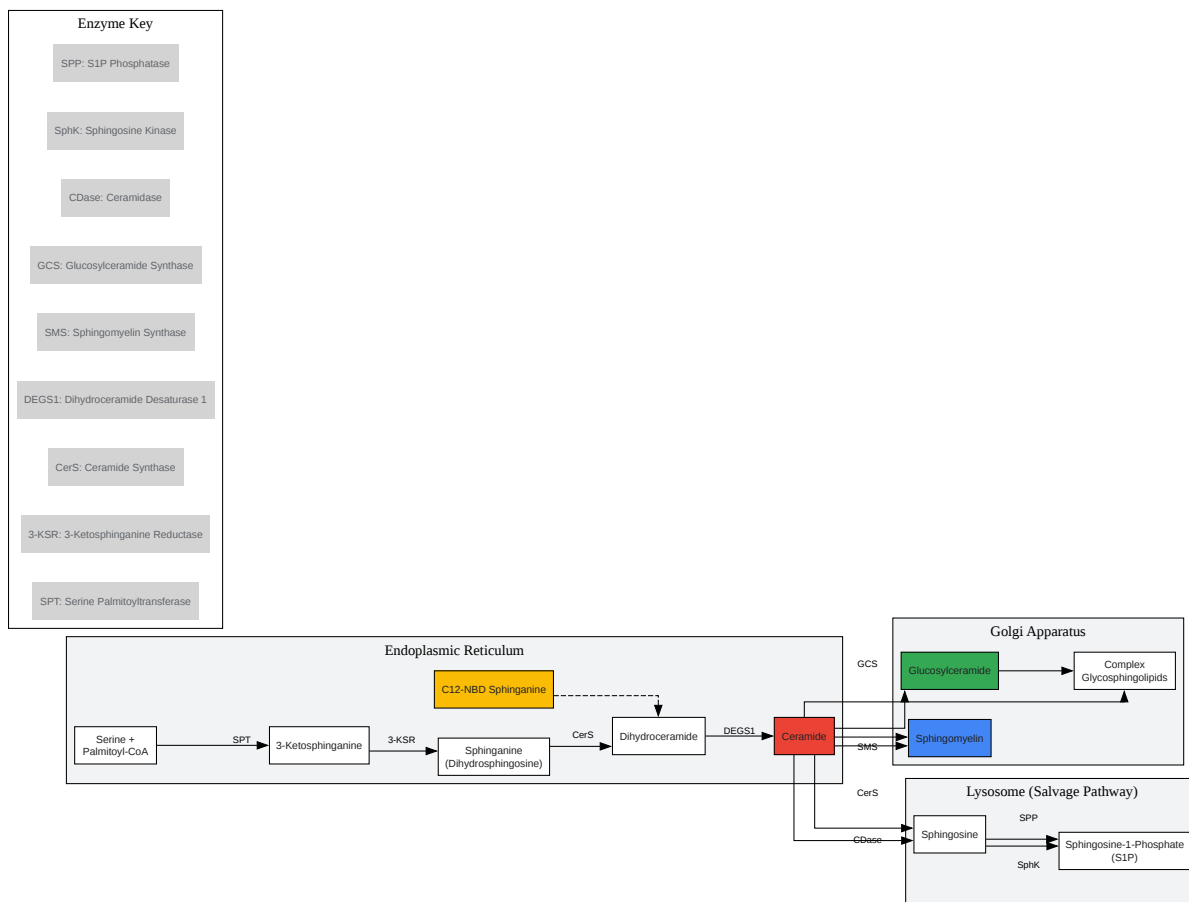 Enzyme Key
SPP: S1P Phosphatase
SphK: Sphingosine Kinase
CDase: Ceramidase
GCS: Glucosylceramide Synthase
SMS: Sphingomyelin Synthase
DEGS1: Dihydroceramide Desaturase 1
CerS: Ceramide Synthase
3-KSR: 3-Ketosphinganine Reductase
SPT: Serine Palmitoyltransferase
Endoplasmic Reticulum
C12-NBD Sphinganine
Serine +
Palmitoyl-CoA
SPT
3-Ketosphinganine
3-KSR
Sphinganine
(Dihydrosphingosine)
CerS
Dihydroceramide
DEGS1
Ceramide
GCS
SMS
CerS
CDase
Golgi Apparatus
Glucosylceramide
Complex
Glycosphingolipids
Sphingomyelin
Lysosome (Salvage Pathway)
Sphingosine
SPP
SphK
Sphingosine-1-Phosphate
(S1P)